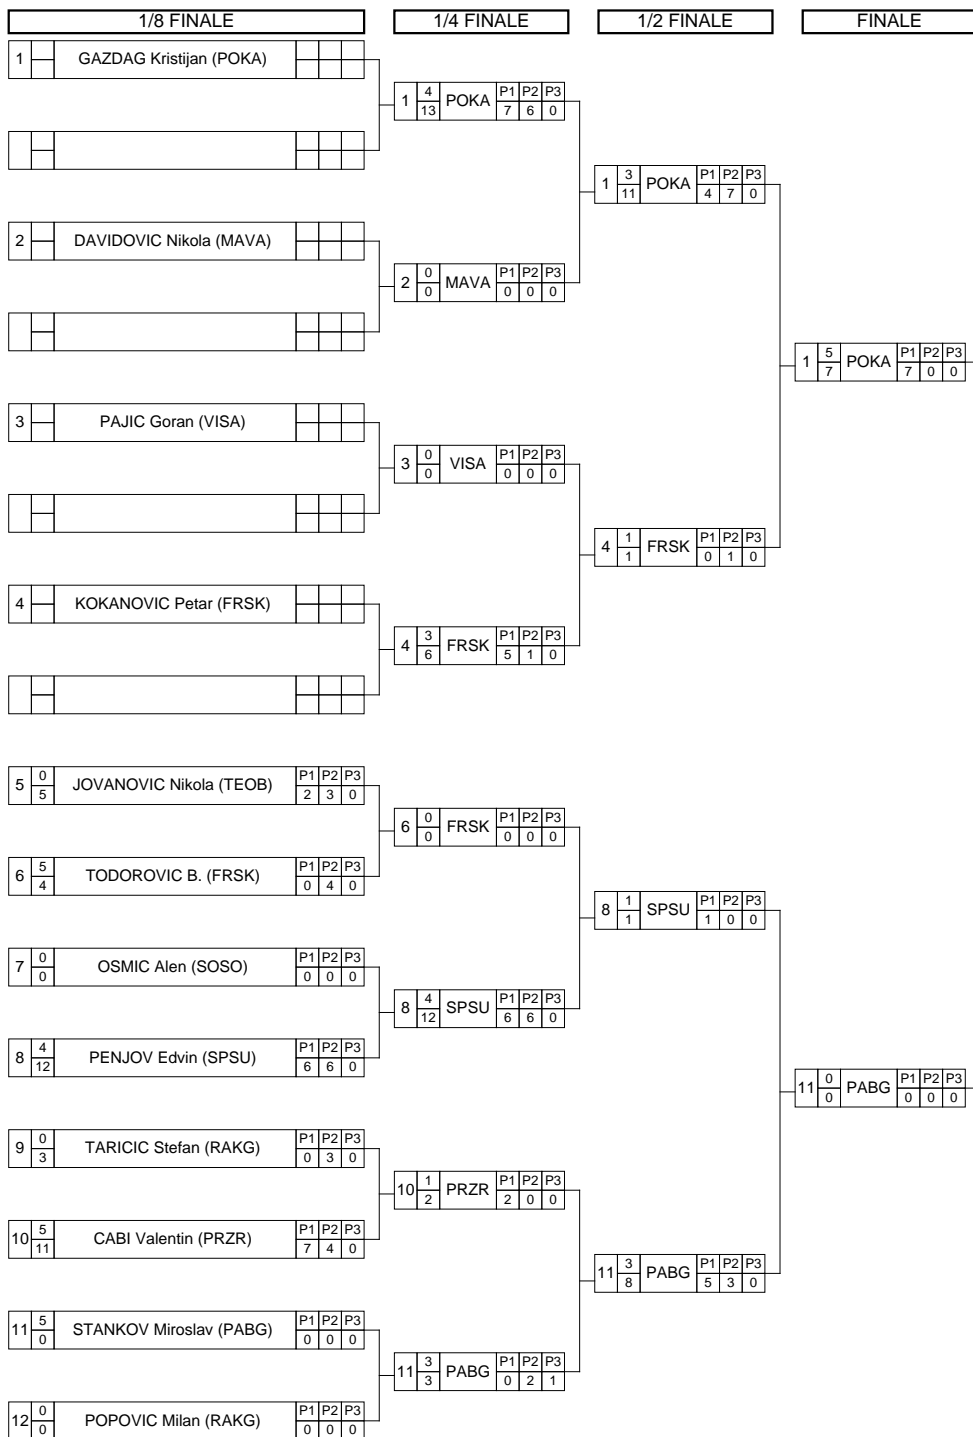 1/8 FINALE 1/4 FINALE 1/2 FINALE FINALE
1 GAZDAG Kristijan (POKA)
1 4 13 POKA P1 P2 P3 7 6 0
1 3 11 POKA P1 P2 P3 4 7 0
2 DAVIDOVIC Nikola (MAVA)
2 0 0 MAVA P1 P2 P3 0 0 0
1 5 7 POKA P1 P2 P3 7 0 0
3 PAJIC Goran (VISA)
3 0 0 VISA P1 P2 P3 0 0 0
4 1 1 FRSK P1 P2 P3 0 1 0
4 KOKANOVIC Petar (FRSK)
4 3 6 FRSK P1 P2 P3 5 1 0
5 0 5 JOVANOVIC Nikola (TEOB) P1 P2 P3 2 3 0
6 0 0 FRSK P1 P2 P3 0 0 0
6 5 4 TODOROVIC B. (FRSK) P1 P2 P3 0 4 0
8 1 1 SPSU P1 P2 P3 1 0 0
7 0 0 OSMIC Alen (SOSO) P1 P2 P3 0 0 0
8 4 12 SPSU P1 P2 P3 6 6 0
8 4 12 PENJOV Edvin (SPSU) P1 P2 P3 6 6 0
11 0 0 PABG P1 P2 P3 0 0 0
9 0 3 TARICIC Stefan (RAKG) P1 P2 P3 0 3 0
10 1 2 PRZR P1 P2 P3 2 0 0
10 5 11 CABI Valentin (PRZR) P1 P2 P3 7 4 0
11 3 8 PABG P1 P2 P3 5 3 0
11 5 0 STANKOV Miroslav (PABG) P1 P2 P3 0 0 0
11 3 3 PABG P1 P2 P3 0 2 1
12 0 0 POPOVIC Milan (RAKG) P1 P2 P3 0 0 0